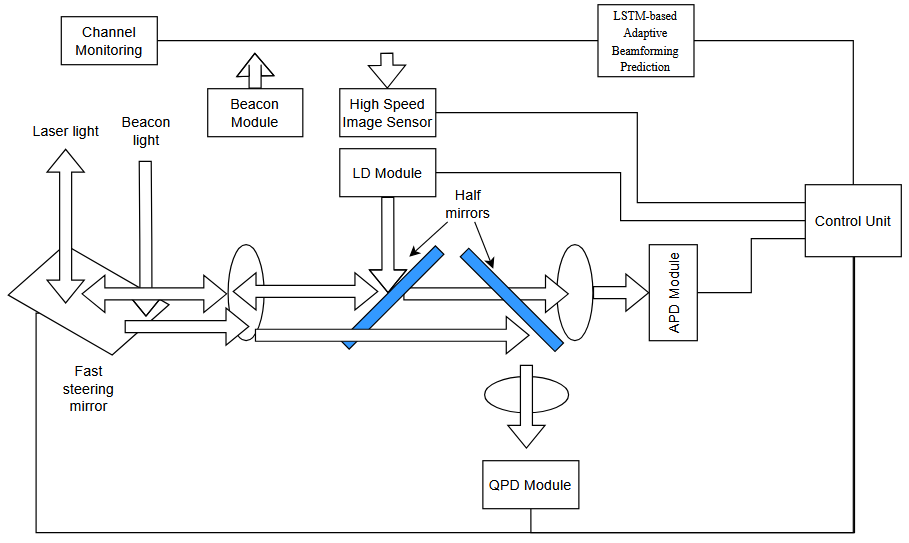 LSTM-based
Adaptive
Beamforming
Prediction
Channel
Monitoring
Beacon
Module
High Speed
Image Sensor
Laser light
Beacon
light
LD Module
Half
mirrors
Control Unit
APD Module
Fast
steering
mirror
QPD Module